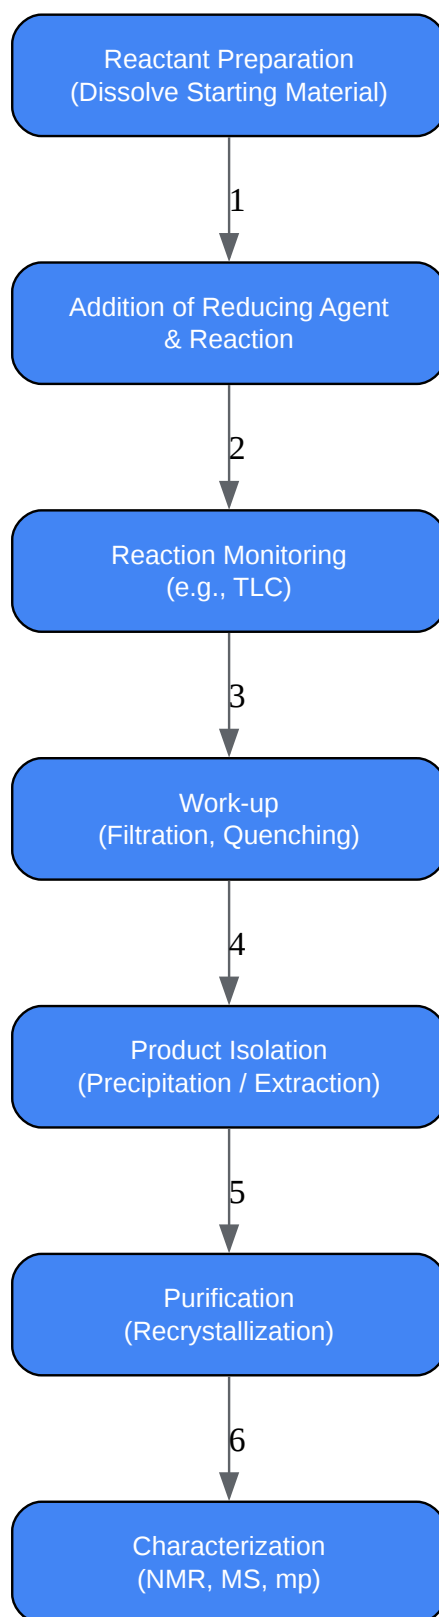 Reactant Preparation
(Dissolve Starting Material)
1
Addition of Reducing Agent
& Reaction
2
Reaction Monitoring
(e.g., TLC)
3
Work-up
(Filtration, Quenching)
4
Product Isolation
(Precipitation / Extraction)
5
Purification
(Recrystallization)
6
Characterization
(NMR, MS, mp)